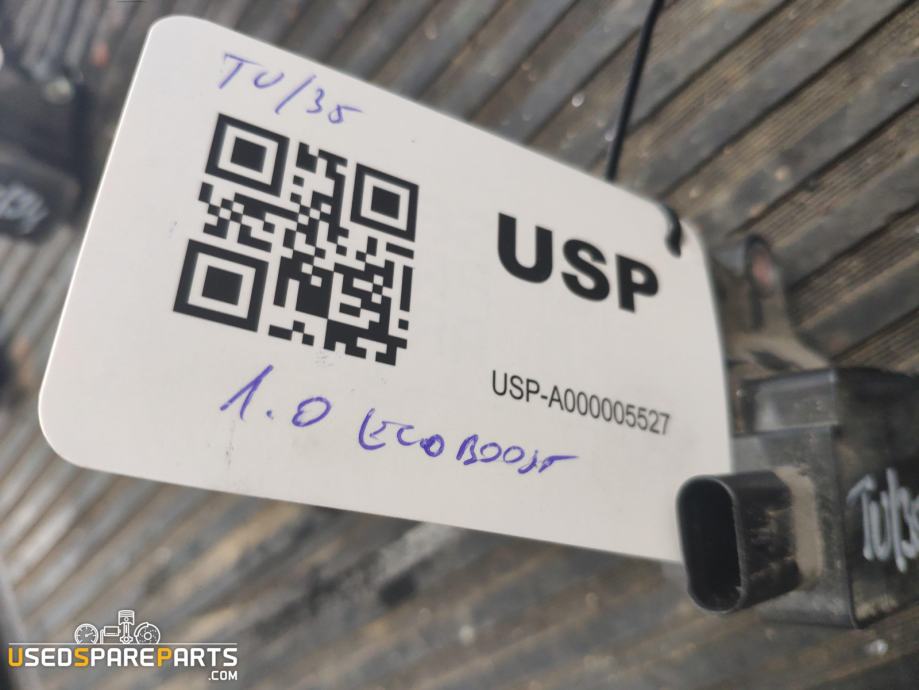 TU/35
USP
USP-A000005527
1.0 ECOBOOST
USEDSPAREPARTS
.COM